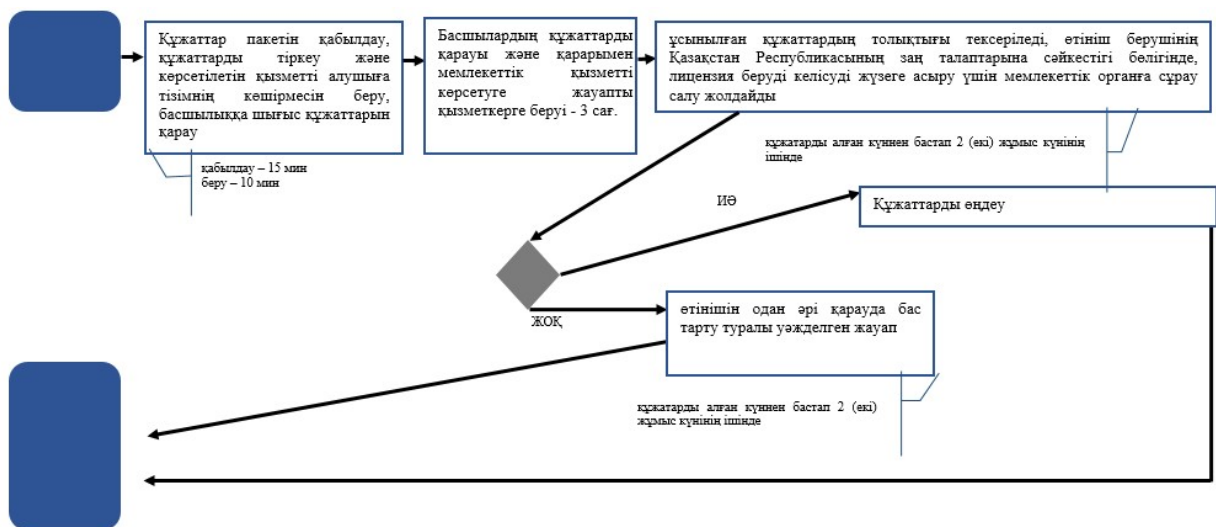 Құжаттар пакетін қабылдау,
құжаттарды тіркеу және
көрсетілетін қызметті алушыға
тізімнің көшірмесін беру,
басшылыққа шығыс құжаттарын
қарау
қабылдау – 15 мин
беру – 10 мин
Басшылардың құжаттарды
қарауы және қарарымен
мемлекеттік қызметті
көрсетуге жауапты
қызметкерге беруі - 3 сағ.
ұсынылған құжаттардың толықтығы тексеріледі, өтініш берушінің
Қазақстан Республикасының заң талаптарына сәйкестігі бөлігінде,
лицензия беруді келісуді жүзеге асыру үшін мемлекеттік органға сұрау
салу жолдайды
құжатарды алған күннен бастап 2 (екі) жұмыс күнінің
ішінде
ИӘ
Құжаттарды өңдеу
ЖОҚ
өтінішін одан әрі қарауда бас
тарту туралы уәжделген жауап
құжатарды алған күннен бастап 2 (екі)
жұмыс күнінің ішінде